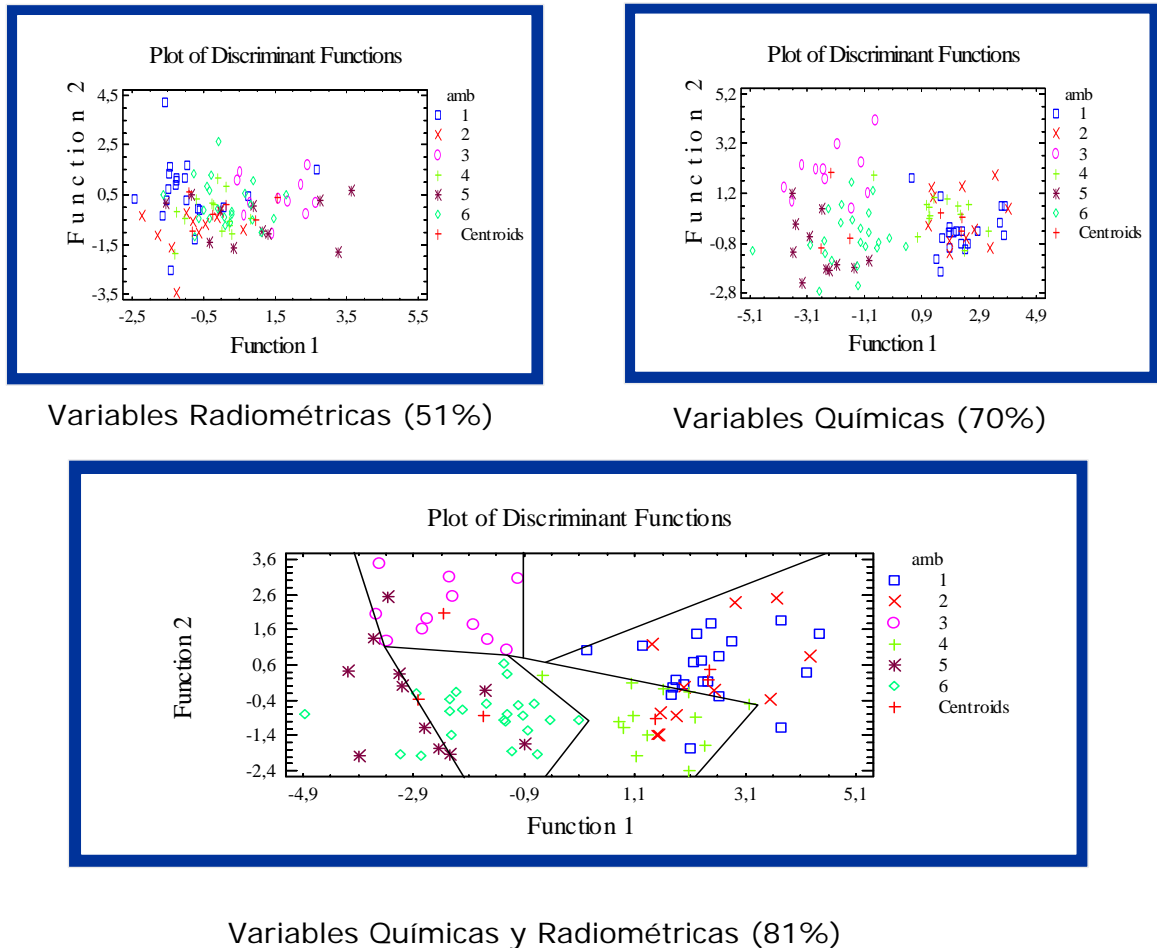 Plot of Discriminant Functions
Function 2
4,5
2,5
0,5
-1,5
-3,5
-2,5 -0,5 1,5 3,5 5,5
Function 1
amb
1
2
3
4
5
6
Centroids
Variables Radiométricas (51%)
Plot of Discriminant Functions
Function 2
5,2
3,2
1,2
-0,8
-2,8
-5,1 -3,1 -1,1 0,9 2,9 4,9
Function 1
amb
1
2
3
4
5
6
Centroids
Variables Químicas (70%)
Plot of Discriminant Functions
Function 2
3,6
2,6
1,6
0,6
-0,4
-1,4
-2,4
-4,9 -2,9 -0,9 1,1 3,1 5,1
Function 1
amb
1
2
3
4
5
6
Centroids
Variables Químicas y Radiométricas (81%)